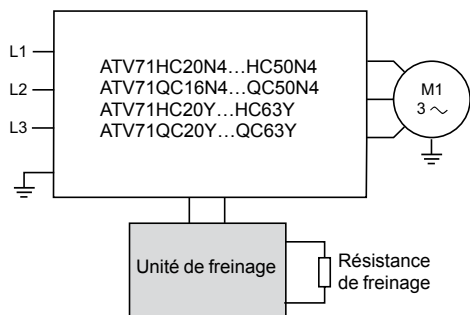 L1
L2
L3
ATV71HC20N4...HC50N4
ATV71QC16N4...QC50N4
ATV71HC20Y...HC63Y
ATV71QC20Y...QC63Y
M1
3 ~
Unité de freinage
Résistance
de freinage